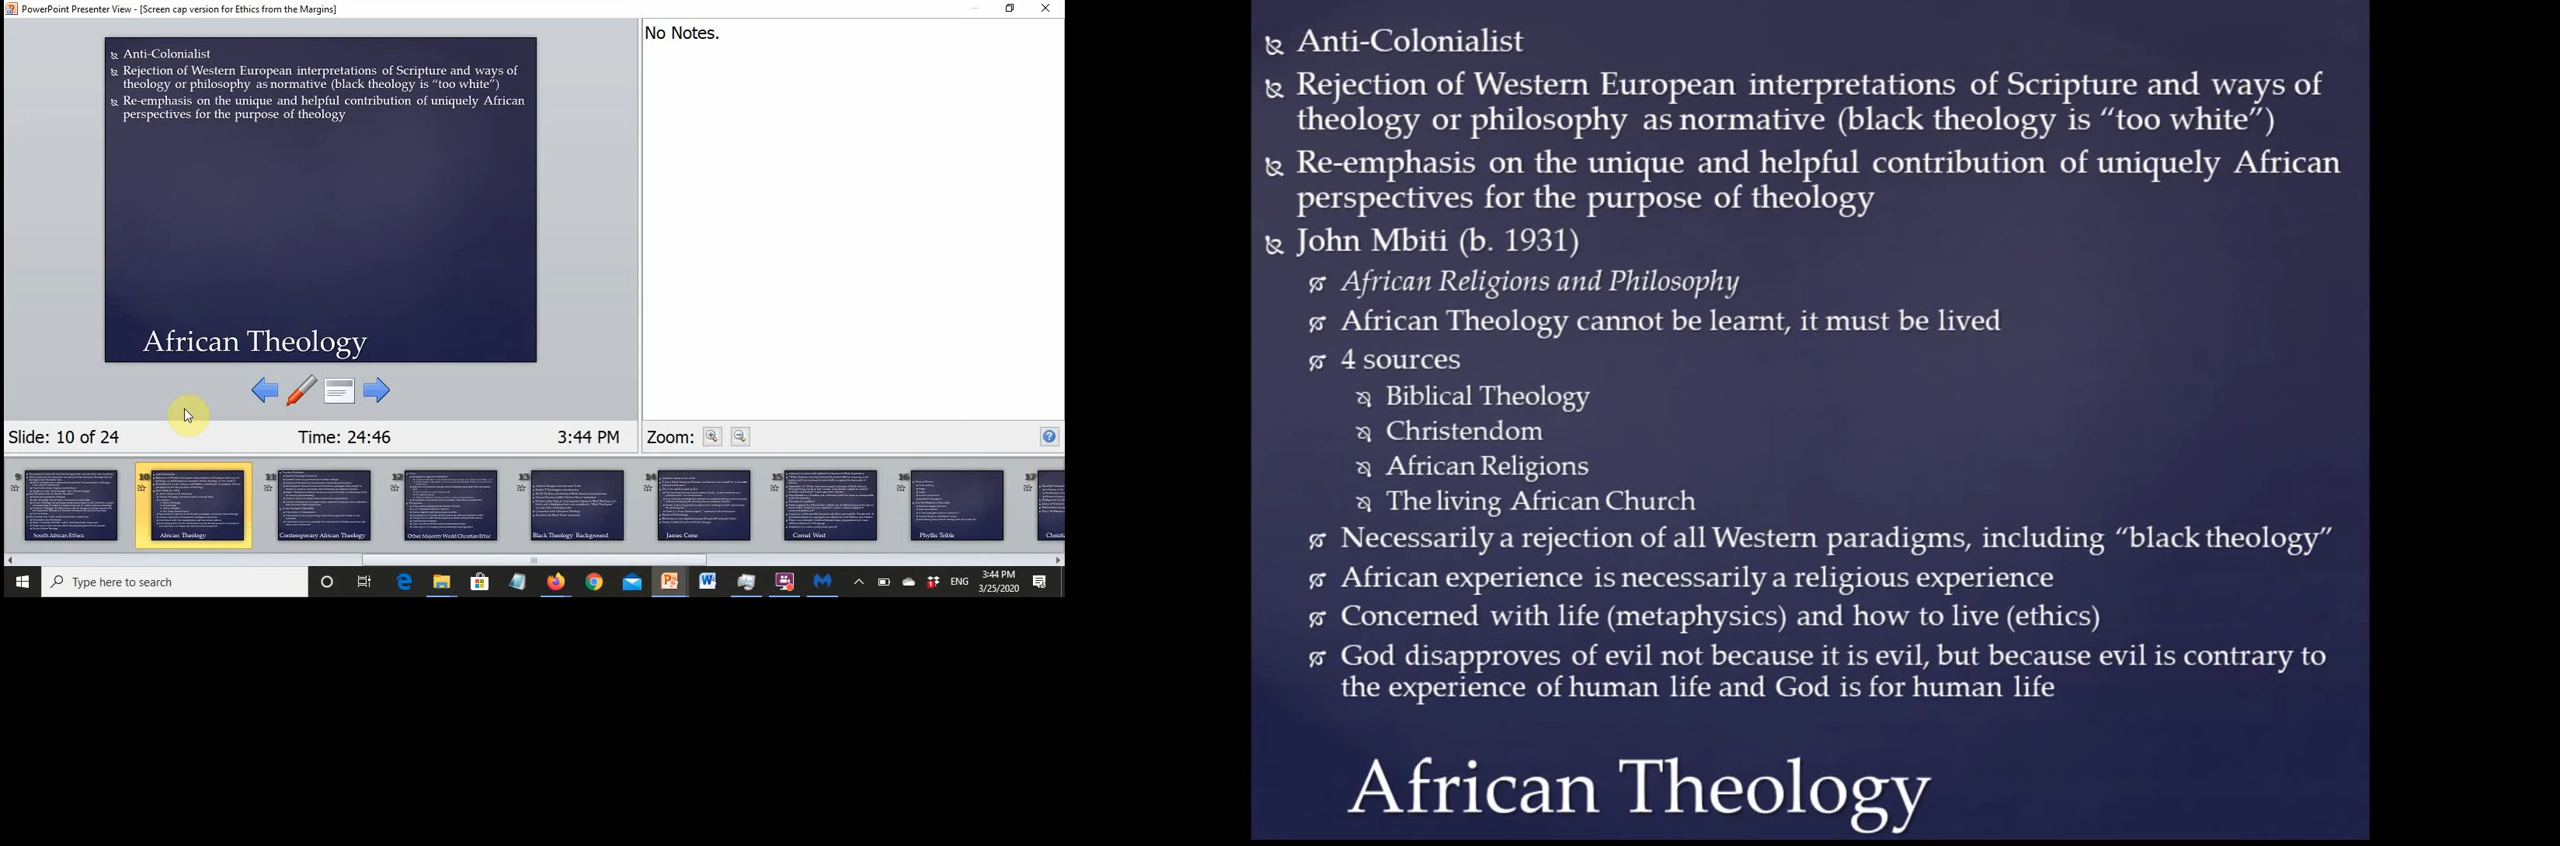 PowerPoint Presenter View - [Screen cap version for Ethics from the Margins]
Anti-Colonialist
Rejection of Western European interpretations of Scripture and ways of
theology or philosophy as normative (black theology is “too white”)
Re-emphasis on the unique and helpful contribution of uniquely African
perspectives for the purpose of theology
African Theology
No Notes.
Slide: 10 of 24
Time: 24:46
3:44 PM
Zoom:
9
South African Ethics
10
African Theology
11
Contemporary African Theology
12
Other Majority World Christian Ethic
13
Black Theology Background
14
James Cone
15
Cornel West
16
Phyllis Trible
17
Type here to search
ENG
3:44 PM
3/25/2020
Anti-Colonialist
Rejection of Western European interpretations of Scripture and ways of
theology or philosophy as normative (black theology is “too white”)
Re-emphasis on the unique and helpful contribution of uniquely African
perspectives for the purpose of theology
John Mbiti (b. 1931)
African Religions and Philosophy
African Theology cannot be learnt, it must be lived
4 sources
Biblical Theology
Christendom
African Religions
The living African Church
Necessarily a rejection of all Western paradigms, including “black theology”
African experience is necessarily a religious experience
Concerned with life (metaphysics) and how to live (ethics)
God disapproves of evil not because it is evil, but because evil is contrary to
the experience of human life and God is for human life
African Theology